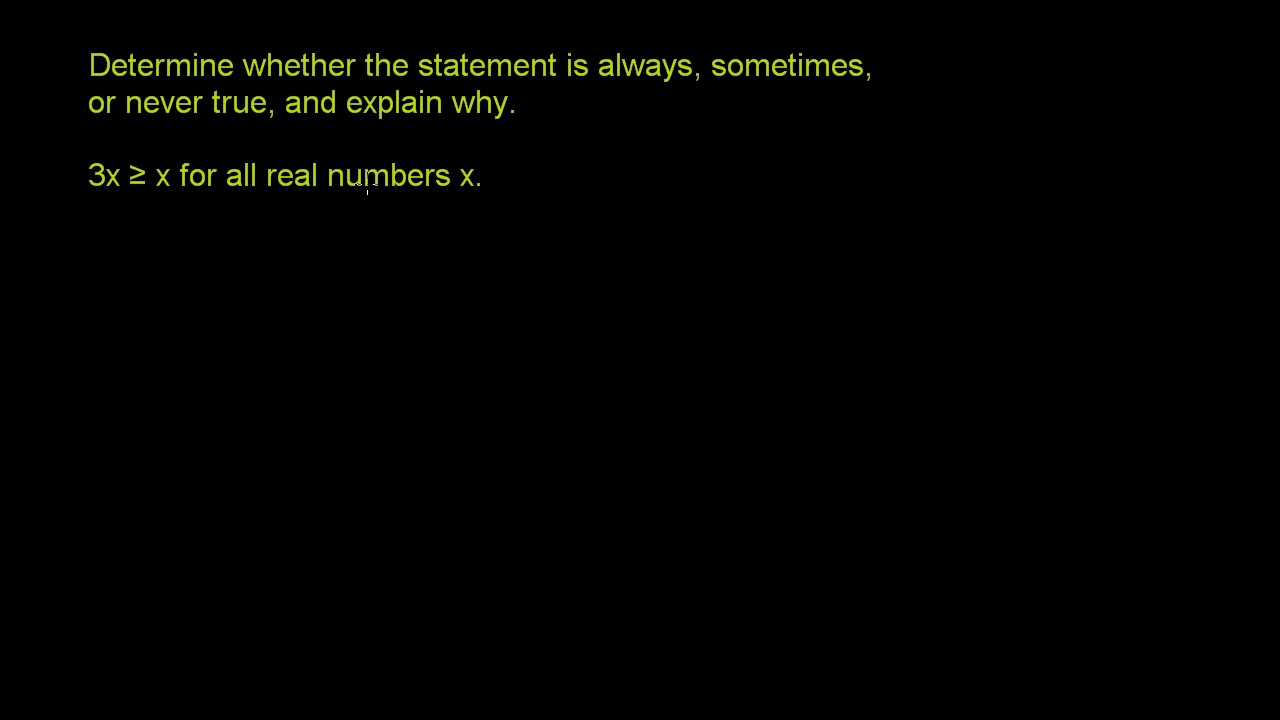 Determine whether the statement is always, sometimes,
or never true, and explain why.
3x ≥ x for all real numbers x.